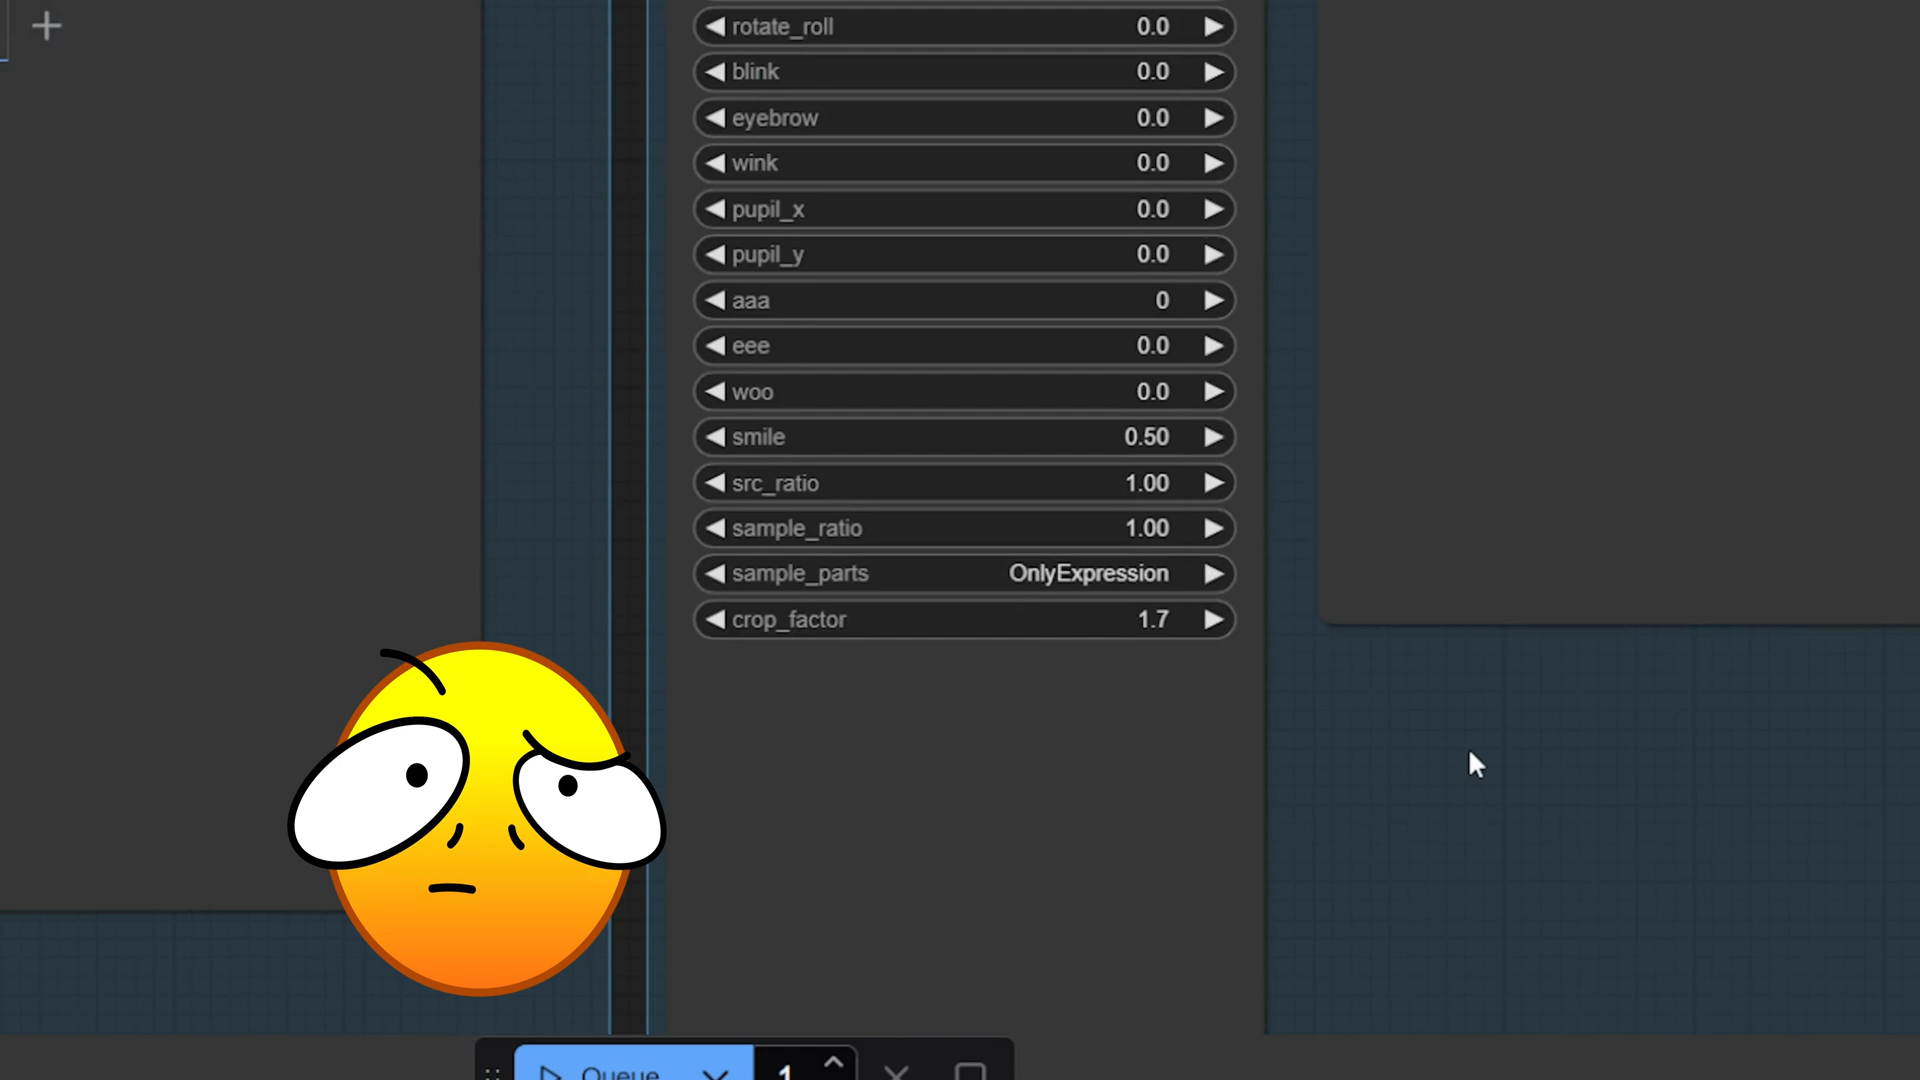 rotate_roll 0.0
blink 0.0
eyebrow 0.0
wink 0.0
pupil_x 0.0
pupil_y 0.0
aaa 0
eee 0.0
woo 0.0
smile 0.50
src_ratio 1.00
sample_ratio 1.00
sample_parts OnlyExpression
crop_factor 1.7
Queue 1